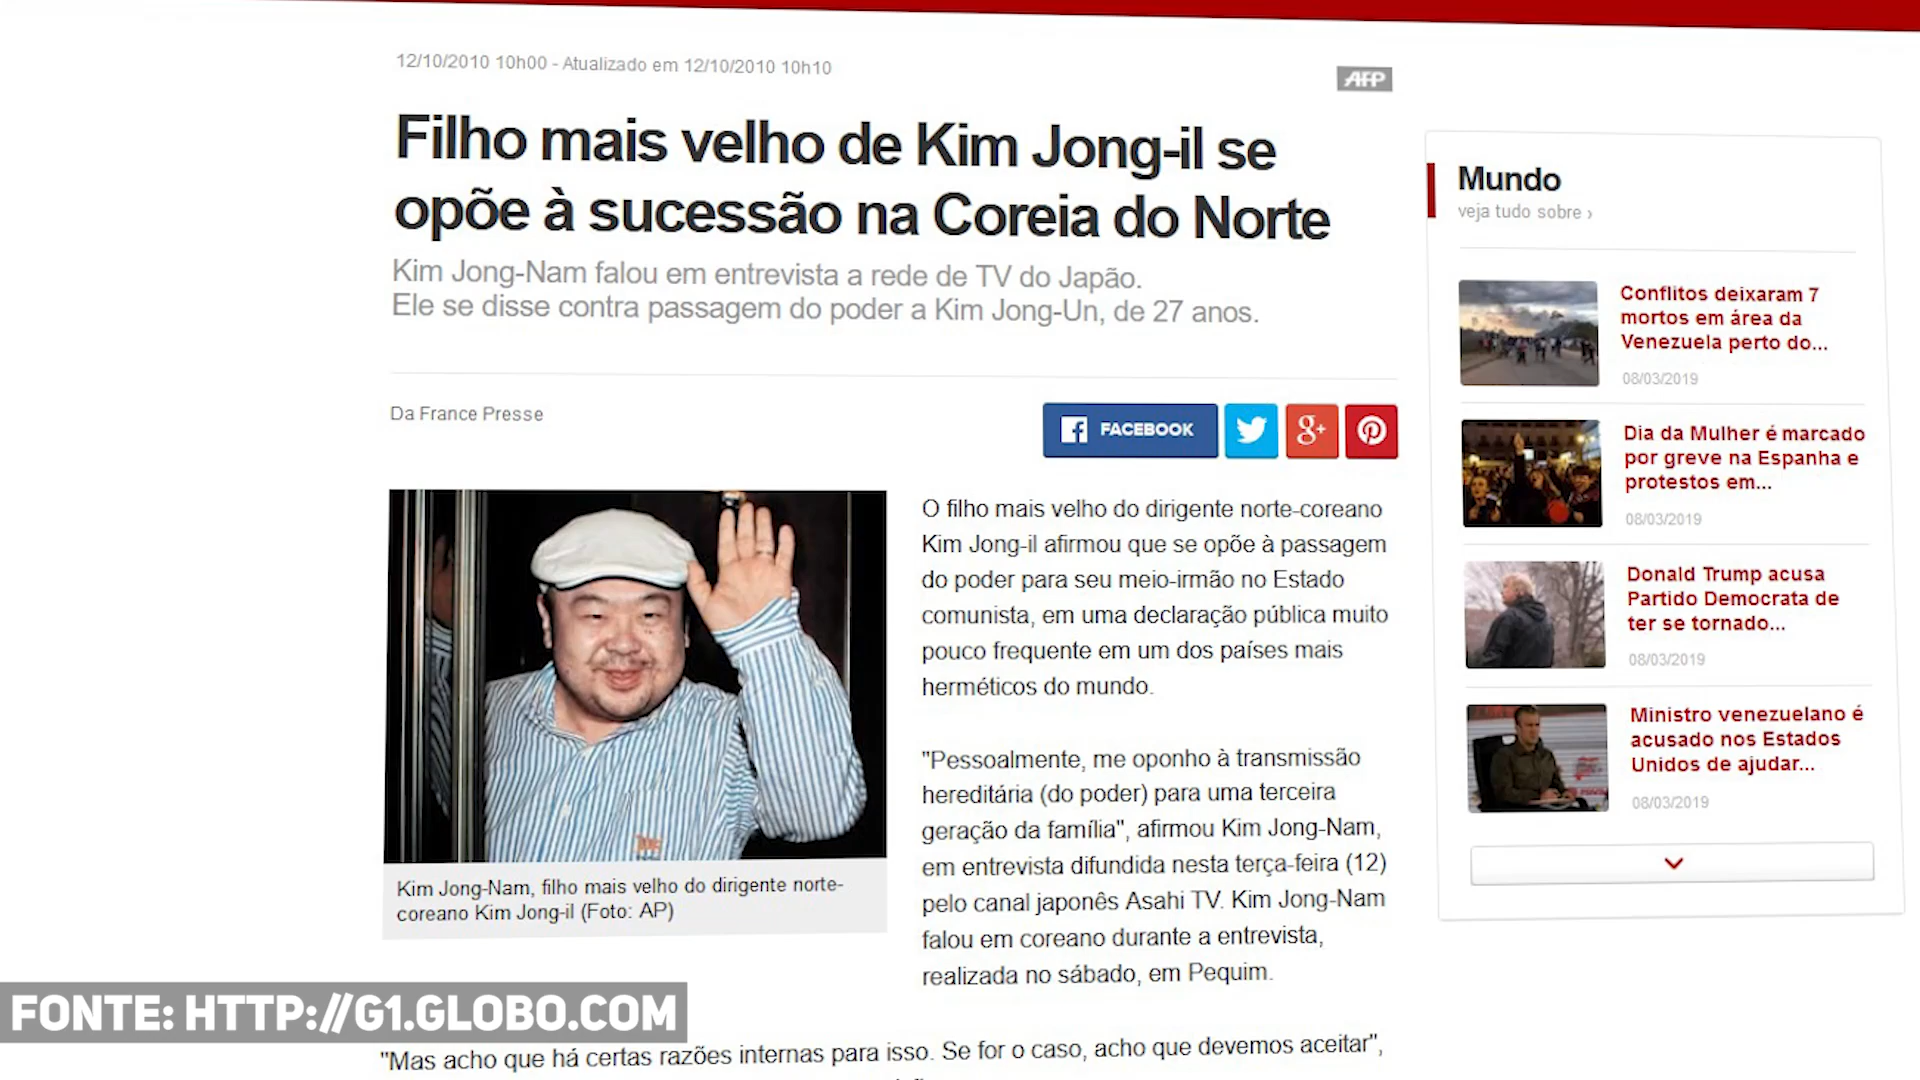 12/10/2010 10h00 - Atualizado em 12/10/2010 10h10
AFP
Filho mais velho de Kim Jong-il se
opõe à sucessão na Coreia do Norte
Kim Jong-Nam falou em entrevista a rede de TV do Japão.
Ele se disse contra passagem do poder a Kim Jong-Un, de 27 anos.
Da France Presse
FACEBOOK
g+
Kim Jong-Nam, filho mais velho do dirigente norte-
coreano Kim Jong-il (Foto: AP)
O filho mais velho do dirigente norte-coreano
Kim Jong-il afirmou que se opõe à passagem
do poder para seu meio-irmão no Estado
comunista, em uma declaração pública muito
pouco frequente em um dos países mais
herméticos do mundo.
"Pessoalmente, me oponho à transmissão
hereditária (do poder) para uma terceira
geração da família", afirmou Kim Jong-Nam,
em entrevista difundida nesta terça-feira (12)
pelo canal japonês Asahi TV. Kim Jong-Nam
falou em coreano durante a entrevista,
realizada no sábado, em Pequim.
"Mas acho que há certas razões internas para isso. Se for o caso, acho que devemos aceitar",
Mundo
veja tudo sobre ›
Conflitos deixaram 7
mortos em área da
Venezuela perto do...
08/03/2019
Dia da Mulher é marcado
por greve na Espanha e
protestos em...
08/03/2019
Donald Trump acusa
Partido Democrata de
ter se tornado...
08/03/2019
Ministro venezuelano é
acusado nos Estados
Unidos de ajudar...
08/03/2019
FONTE: HTTP://G1.GLOBO.COM